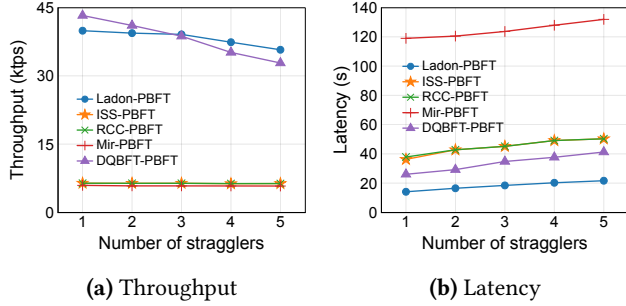 45
30
15
0
Throughput (ktps)
Ladon-PBFT
ISS-PBFT
RCC-PBFT
Mir-PBFT
DQBFT-PBFT
1 2 3 4 5
Number of stragglers
(a) Throughput
140
120
100
80
60
40
20
0
Latency (s)
Ladon-PBFT
ISS-PBFT
RCC-PBFT
Mir-PBFT
DQBFT-PBFT
1 2 3 4 5
Number of stragglers
(b) Latency